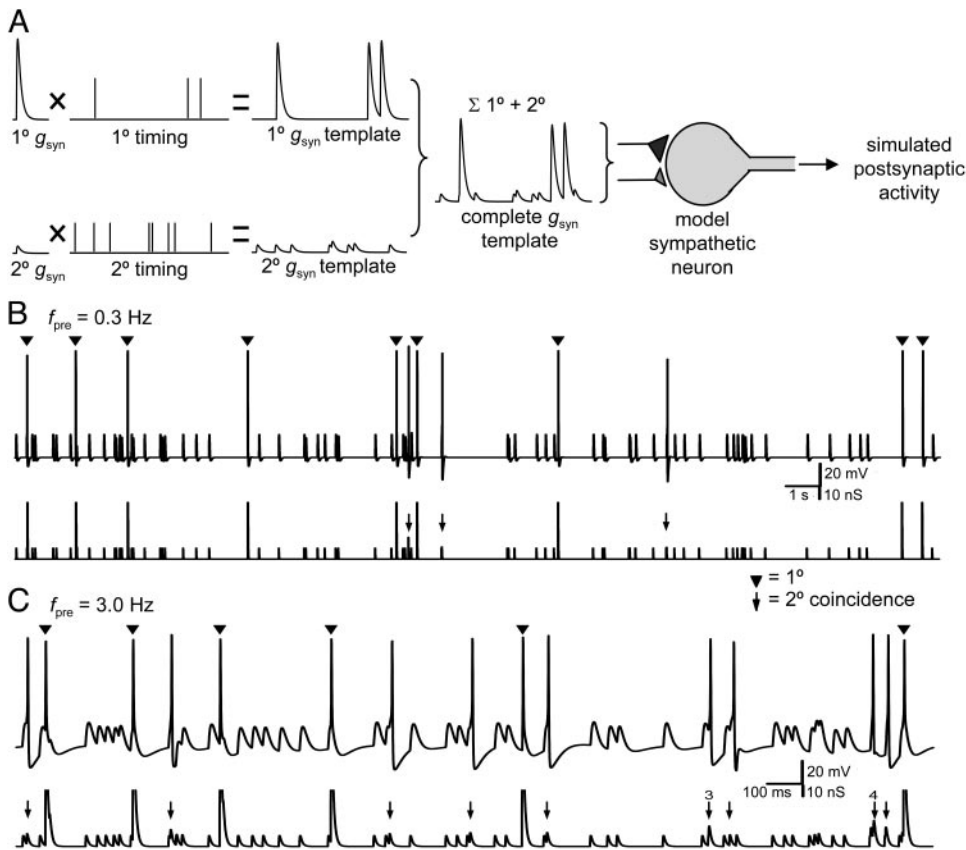 A
1º gsyn
×
1º timing
=
1º gsyn template
2º gsyn
×
2º timing
=
2º gsyn template
Σ 1º + 2º
complete gsyn
template
model
sympathetic
neuron
simulated
postsynaptic
activity
B
fpre = 0.3 Hz
20 mV
1 s
10 nS
= 1º
= 2º coincidence
C
fpre = 3.0 Hz
20 mV
100 ms
10 nS
3
4